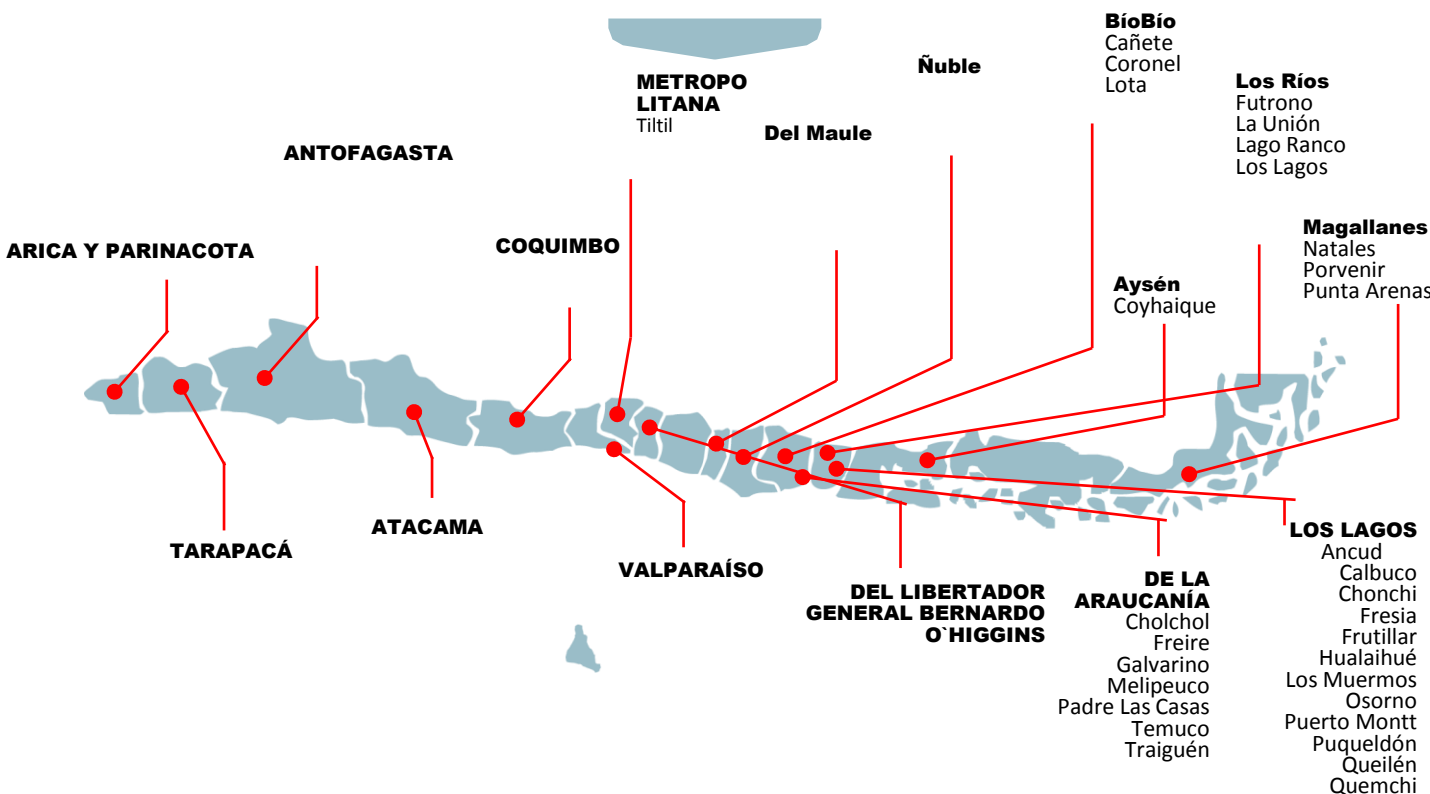 BíoBío
Cañete
Coronel
Lota
Ñuble
METROPO
LITANA
Tiltil
Los Ríos
Futrono
La Unión
Lago Ranco
Los Lagos
Del Maule
ANTOFAGASTA
Magallanes
Natales
Porvenir
Punta Arenas
COQUIMBO
ARICA Y PARINACOTA
Aysén
Coyhaique
ATACAMA
TARAPACÁ
VALPARAÍSO
DEL LIBERTADOR
GENERAL BERNARDO
O`HIGGINS
DE LA
ARAUCANÍA
Cholchol
Freire
Galvarino
Melipeuco
Padre Las Casas
Temuco
Traiguén
LOS LAGOS
Ancud
Calbuco
Chonchi
Fresia
Frutillar
Hualaihué
Los Muermos
Osorno
Puerto Montt
Puqueldón
Queilén
Quemchi